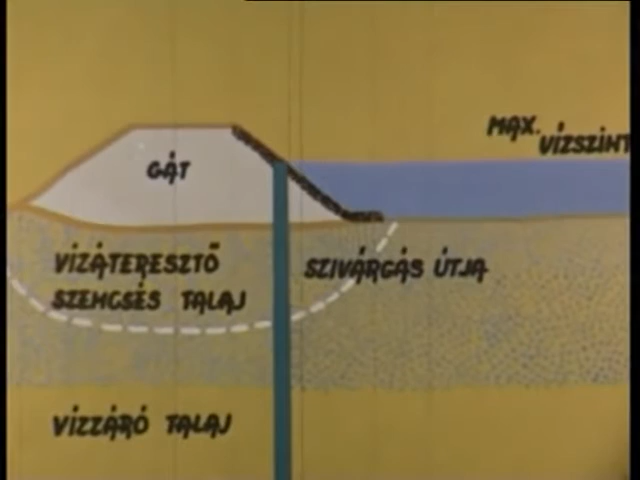 MAX.
VÍZSZINT
GÁT
VÍZÁTERESZTŐ
SZEMCSÉS TALAJ
SZIVÁRGÁS ÚTJA
VÍZZÁRÓ TALAJ